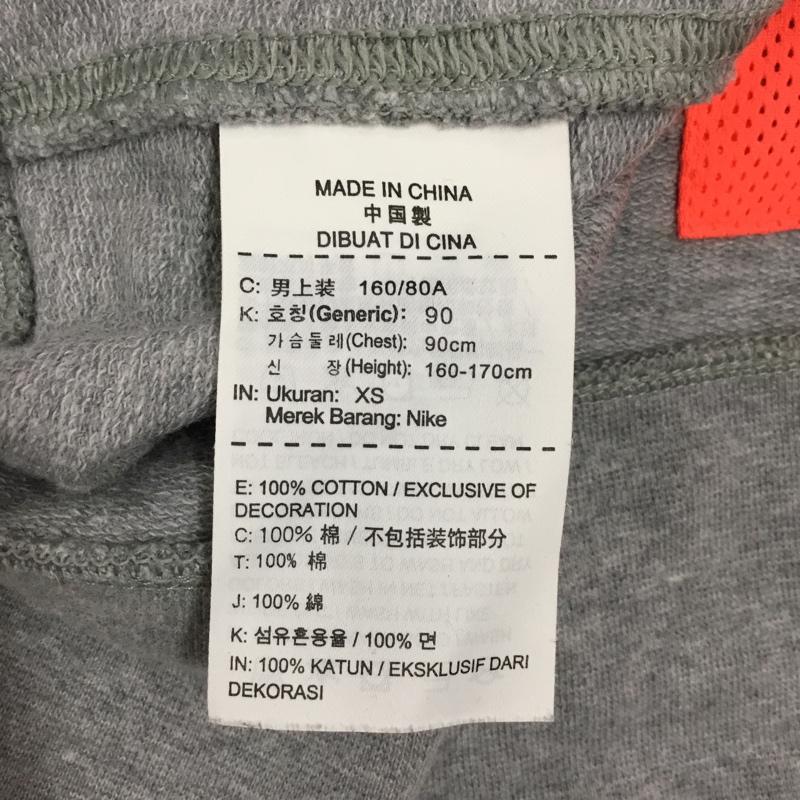 MADE IN CHINA
中国製
DIBUAT DI CINA
C: 男上装 160/80A
K: 호칭(Generic): 90
가슴둘레(Chest): 90cm
신 장(Height): 160-170cm
IN: Ukuran: XS
Merek Barang: Nike
E: 100% COTTON / EXCLUSIVE OF
DECORATION
C: 100% 棉 / 不包括装饰部分
T: 100% 棉
J: 100% 綿
K: 섬유혼용율 / 100% 면
IN: 100% KATUN / EKSKLUSIF DARI
DEKORASI